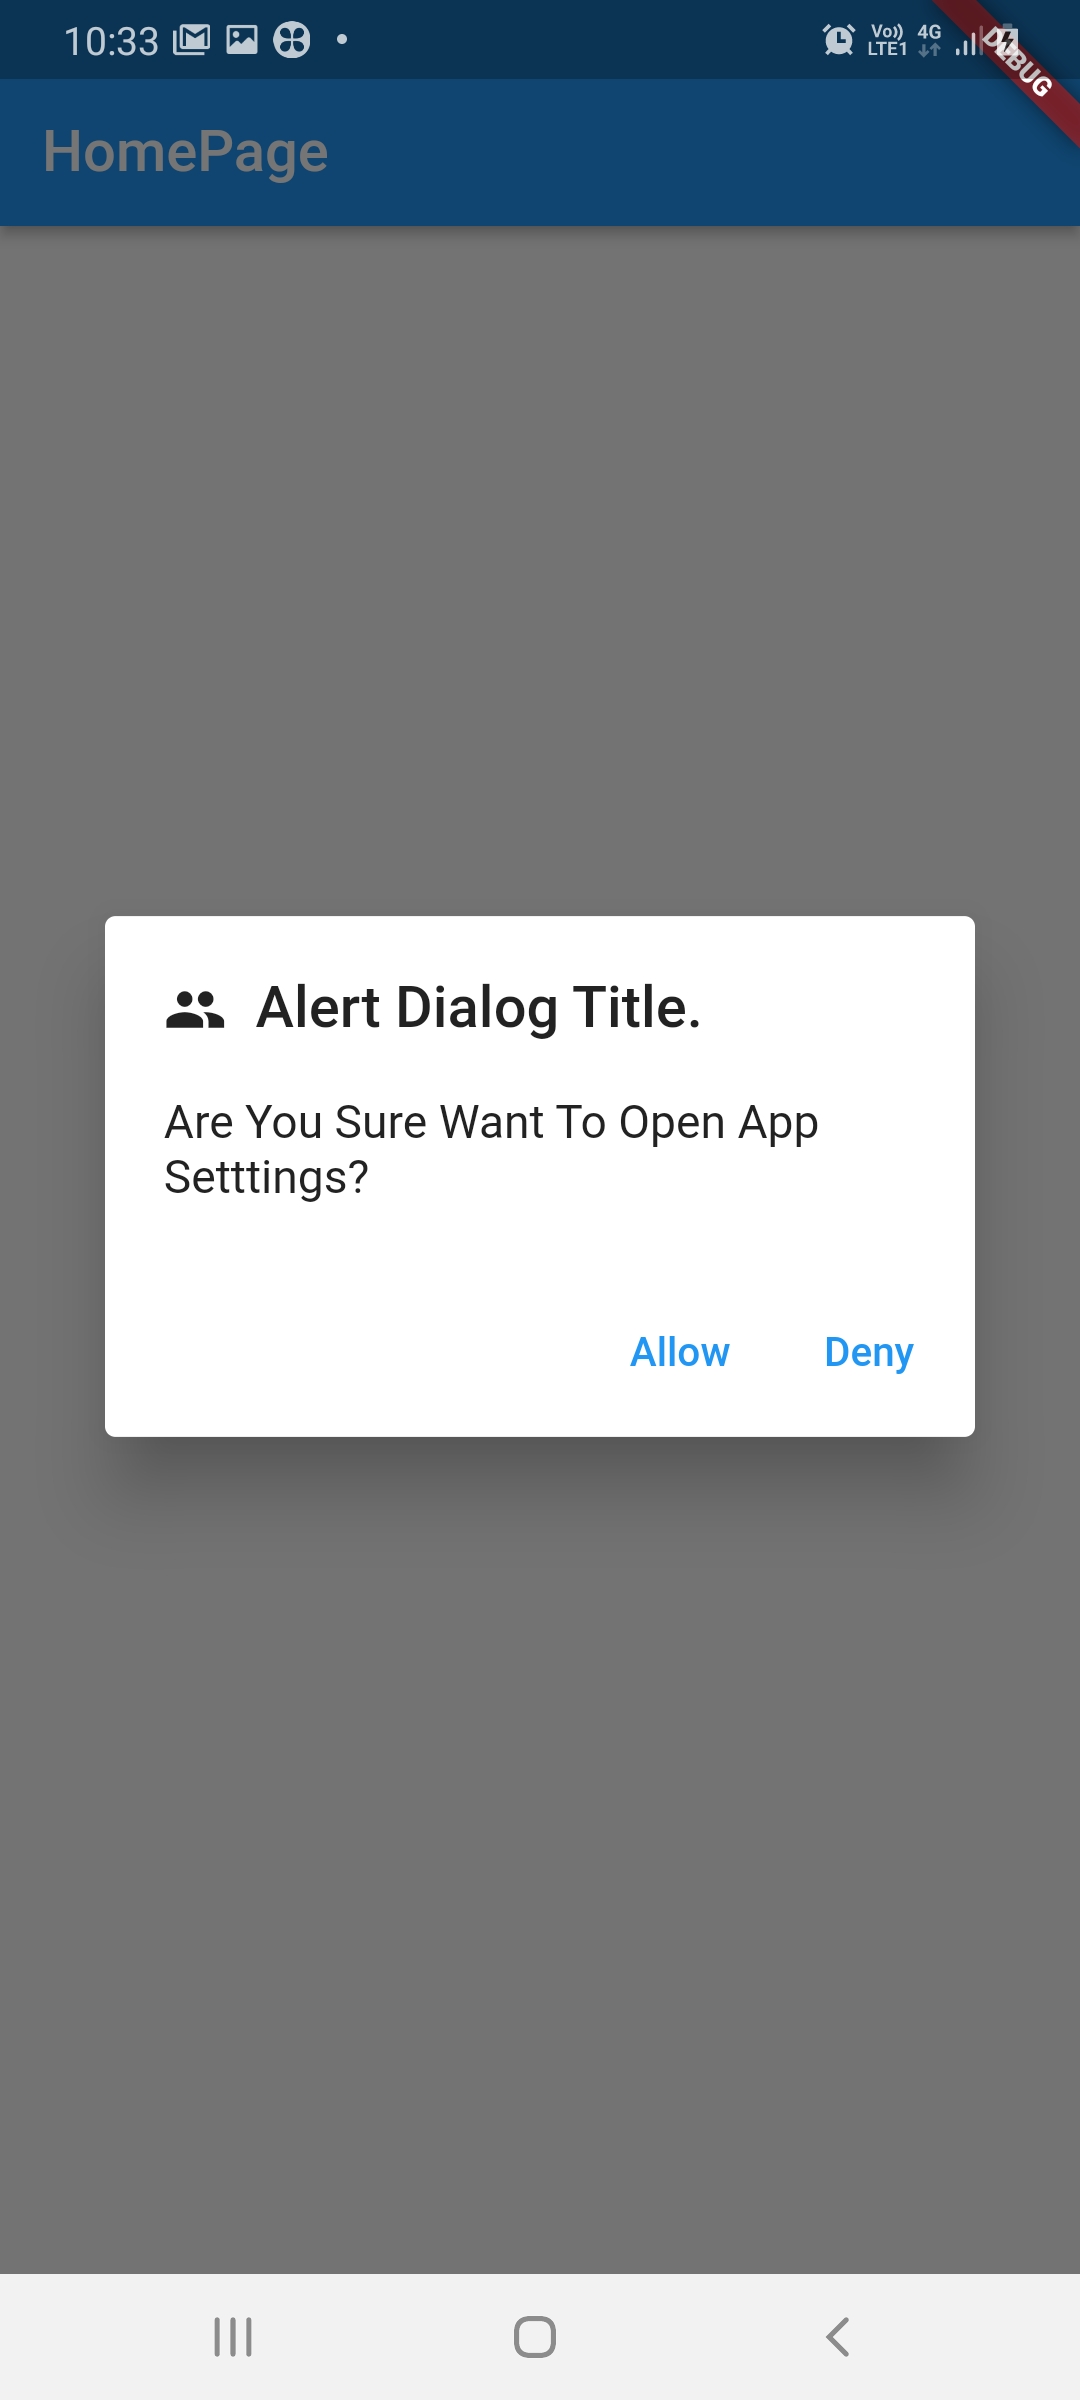 10:33
Vo)) 4G
LTE1
DEBUG
HomePage
Alert Dialog Title.
Are You Sure Want To Open App
Setttings?
Allow Deny